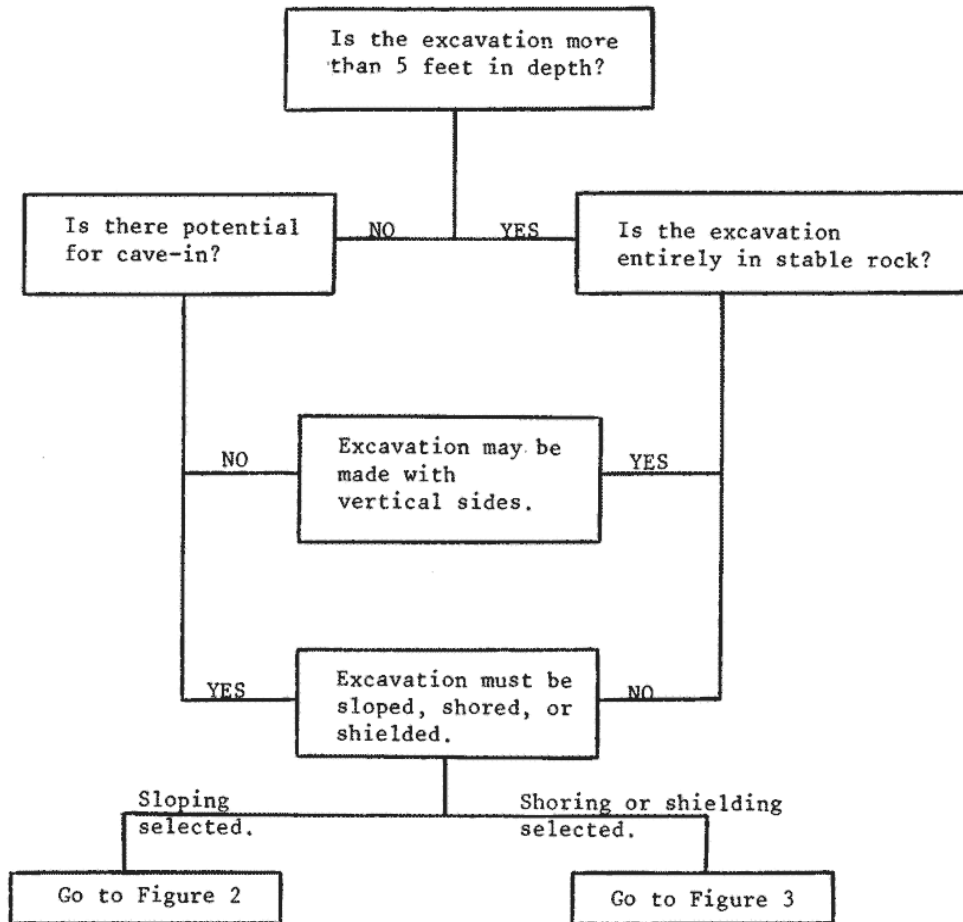 Is the excavation more
than 5 feet in depth?
Is there potential
for cave-in?
NO
YES
Is the excavation
entirely in stable rock?
NO
Excavation may be
made with
vertical sides.
YES
YES
Excavation must be
sloped, shored, or
shielded.
NO
Sloping
selected.
Shoring or shielding
selected.
Go to Figure 2
Go to Figure 3